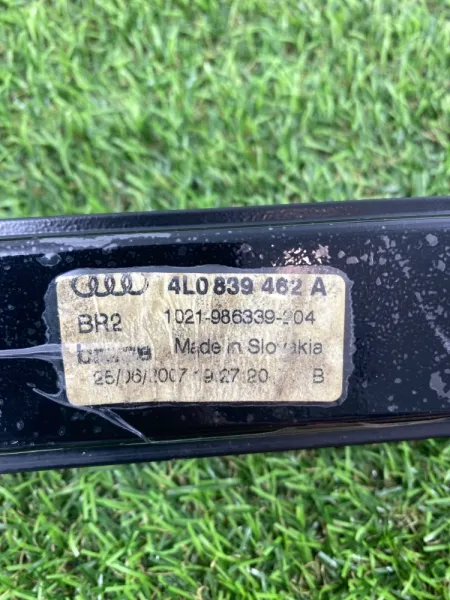 4L0 839 462 A
BR2 1021-986339-204
Made in Slovakia
25/06/2007 19:27:20 B